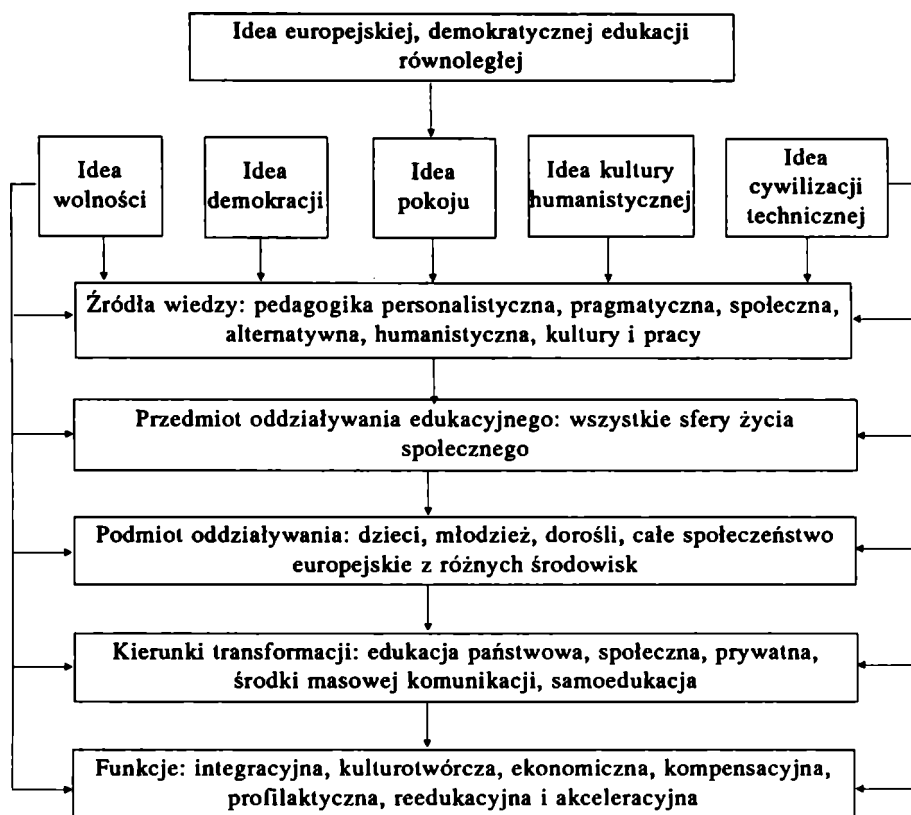 Idea europejskiej, demokratycznej edukacji
równoległej
Idea
wolności
Idea
demokracji
Idea
pokoju
Idea kultury
humanistycznej
Idea
cywilizacji
technicznej
Źródła wiedzy: pedagogika personalistyczna, pragmatyczna, społeczna,
alternatywna, humanistyczna, kultury i pracy
Przedmiot oddziaływania edukacyjnego: wszystkie sfery życia
społecznego
Podmiot oddziaływania: dzieci, młodzież, dorośli, całe społeczeństwo
europejskie z różnych środowisk
Kierunki transformacji: edukacja państwowa, społeczna, prywatna,
środki masowej komunikacji, samoedukacja
Funkcje: integracyjna, kulturotwórcza, ekonomiczna, kompensacyjna,
profilaktyczna, reedukacyjna i akceleracyjna